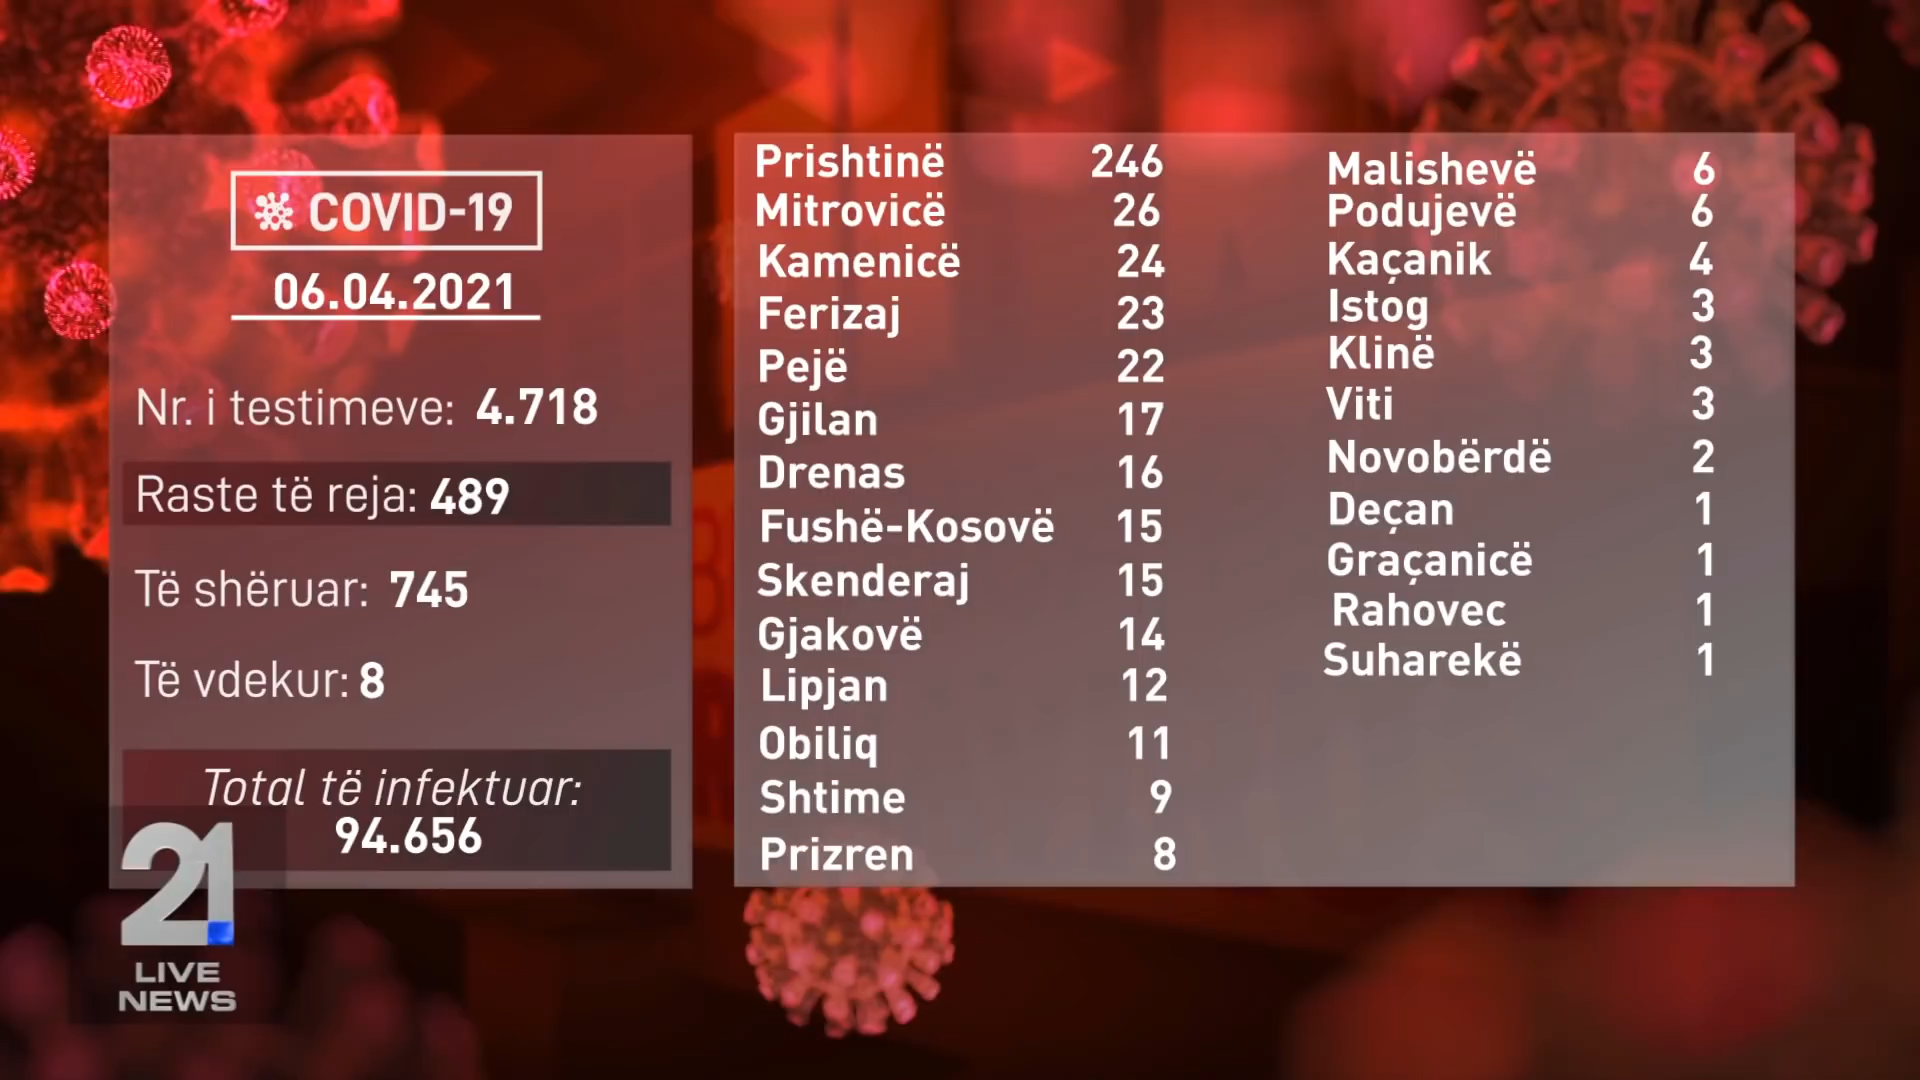 COVID-19
06.04.2021
Nr. i testimeve: 4.718
Raste të reja: 489
Të shëruar: 745
Të vdekur: 8
Total të infektuar:
94.656
21
LIVE
NEWS
Prishtinë 246
Mitrovicë 26
Kamenicë 24
Ferizaj 23
Pejë 22
Gjilan 17
Drenas 16
Fushë-Kosovë 15
Skenderaj 15
Gjakovë 14
Lipjan 12
Obiliq 11
Shtime 9
Prizren 8
Malishevë 6
Podujevë 6
Kaçanik 4
Istog 3
Klinë 3
Viti 3
Novobërdë 2
Deçan 1
Graçanicë 1
Rahovec 1
Suharekë 1